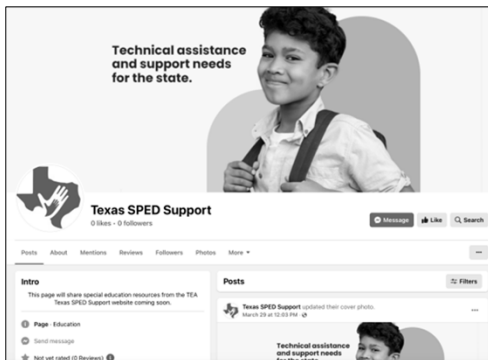 Technical assistance
and support needs
for the state.
Texas SPED Support
0 likes • 0 followers
Message
Like
Search
Posts
About
Mentions
Reviews
Followers
Photos
More
Intro
This page will share special education resources from the TEA
Texas SPED Support website coming soon.
Page · Education
Send message
Not yet rated (0 Reviews)
Posts
Filters
Texas SPED Support updated their cover photo.
March 29 at 12:03 PM
Technical assistance
and support needs